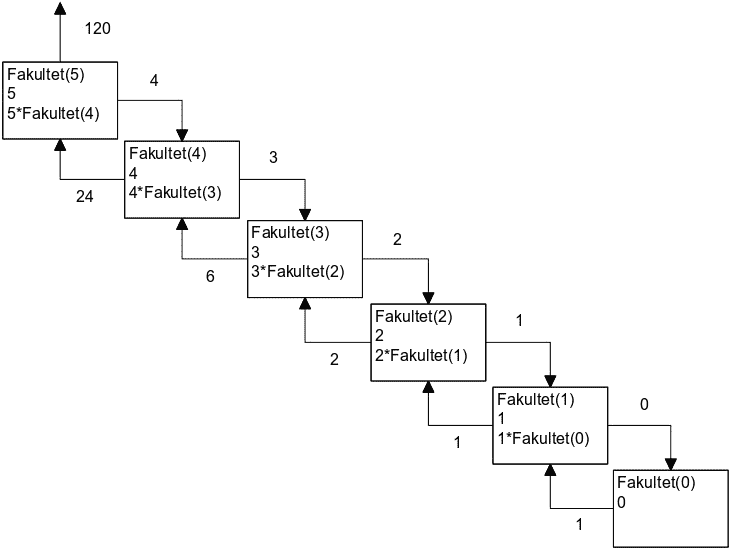 120
Fakultet(5)
5
5*Fakultet(4)
4
24
Fakultet(4)
4
4*Fakultet(3)
3
6
Fakultet(3)
3
3*Fakultet(2)
2
2
Fakultet(2)
2
2*Fakultet(1)
1
1
Fakultet(1)
1
1*Fakultet(0)
0
1
Fakultet(0)
0